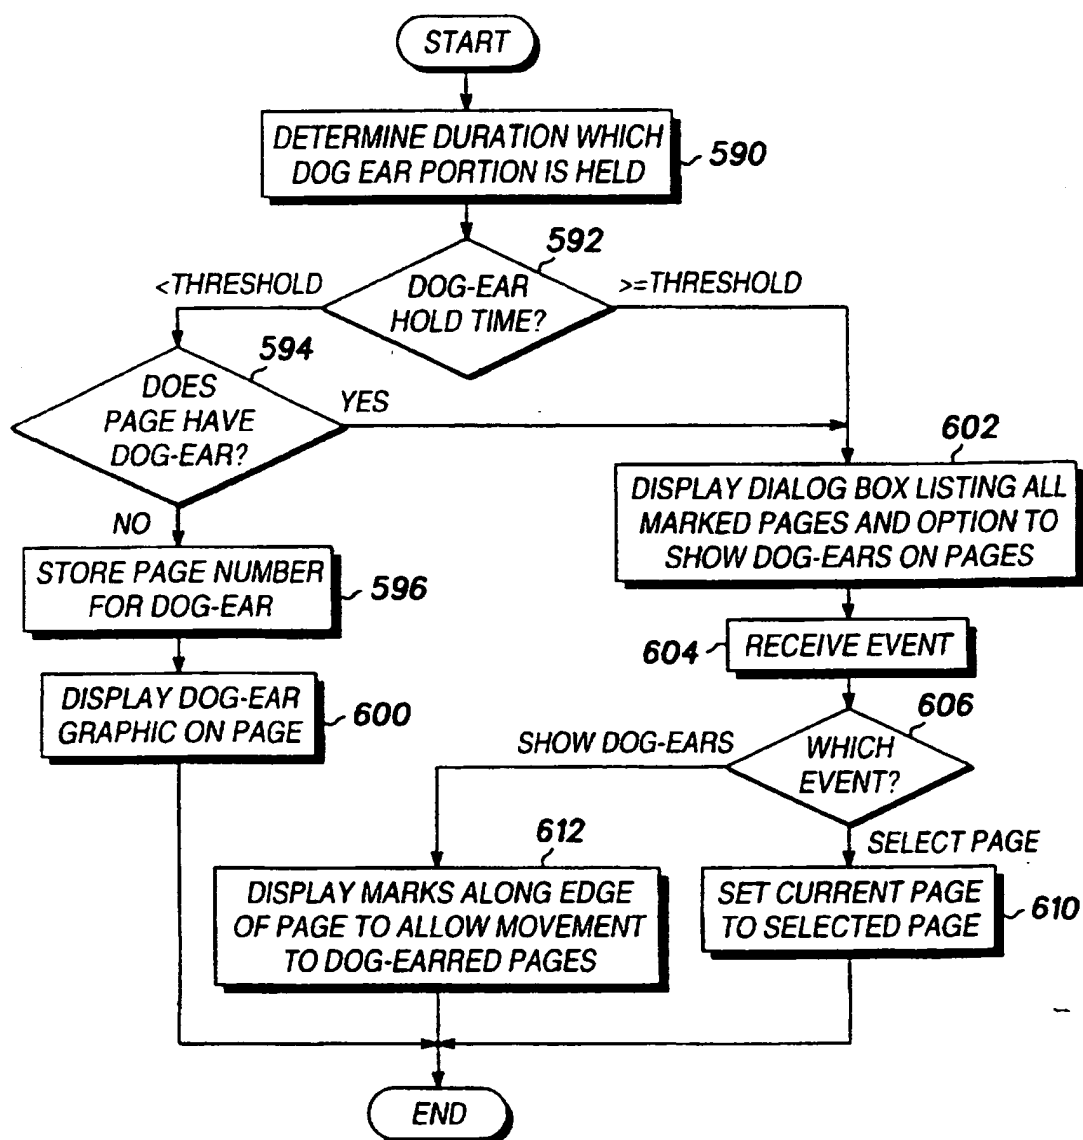 START
DETERMINE DURATION WHICH
DOG EAR PORTION IS HELD
590
592
<THRESHOLD
DOG-EAR
HOLD TIME?
>=THRESHOLD
594
DOES
PAGE HAVE
DOG-EAR?
YES
NO
STORE PAGE NUMBER
FOR DOG-EAR
596
DISPLAY DOG-EAR
GRAPHIC ON PAGE
600
602
DISPLAY DIALOG BOX LISTING ALL
MARKED PAGES AND OPTION TO
SHOW DOG-EARS ON PAGES
604
RECEIVE EVENT
606
SHOW DOG-EARS
WHICH
EVENT?
SELECT PAGE
612
DISPLAY MARKS ALONG EDGE
OF PAGE TO ALLOW MOVEMENT
TO DOG-EARRED PAGES
SET CURRENT PAGE
TO SELECTED PAGE
610
END